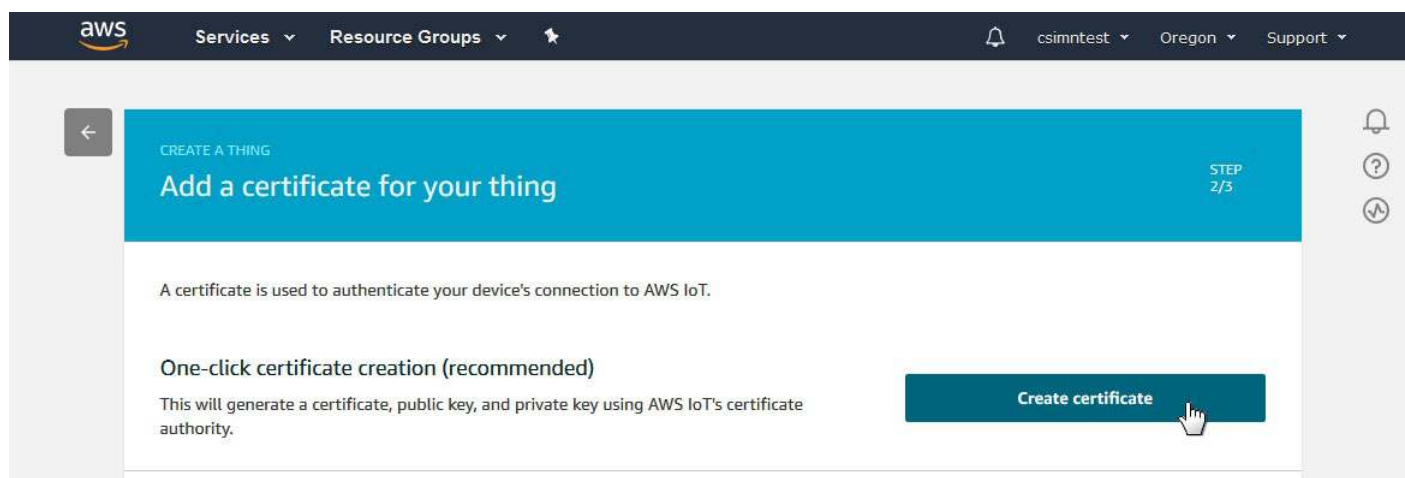 aws Services Resource Groups csimntest Oregon Support
CREATE A THING
Add a certificate for your thing
STEP
2/3
A certificate is used to authenticate your device's connection to AWS IoT.
One-click certificate creation (recommended)
This will generate a certificate, public key, and private key using AWS IoT's certificate
authority.
Create certificate